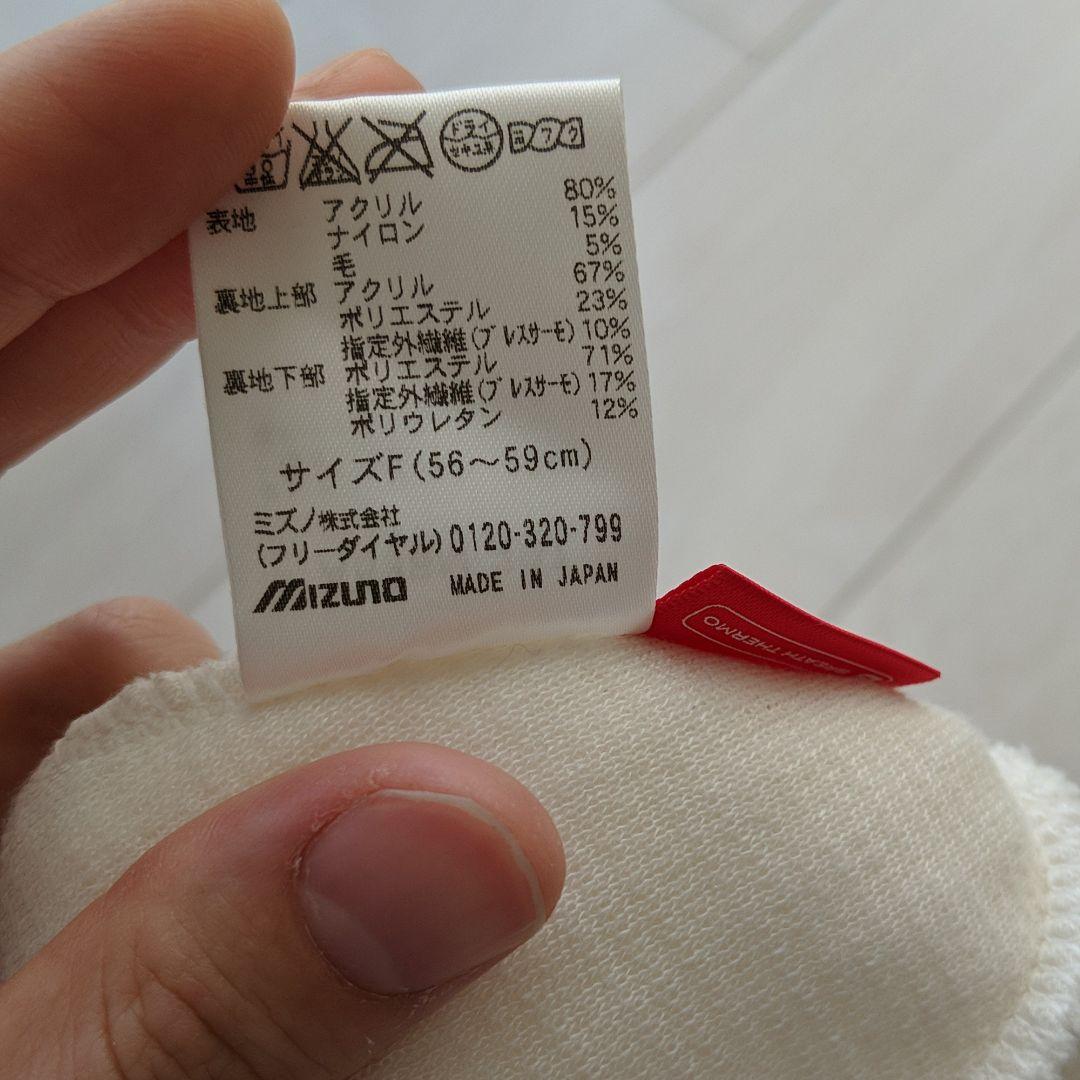 ドライ
セキユ系
ヨワク
表地 アクリル 80%
ナイロン 15%
毛 5%
裏地上部 アクリル 67%
ポリエステル 23%
指定外繊維(ブレスサーモ) 10%
裏地下部 ポリエステル 71%
指定外繊維(ブレスサーモ) 17%
ポリウレタン 12%
サイズF(56～59cm)
ミズノ株式会社
(フリーダイヤル)0120-320-799
MIZUNO MADE IN JAPAN
BREATH THERMO